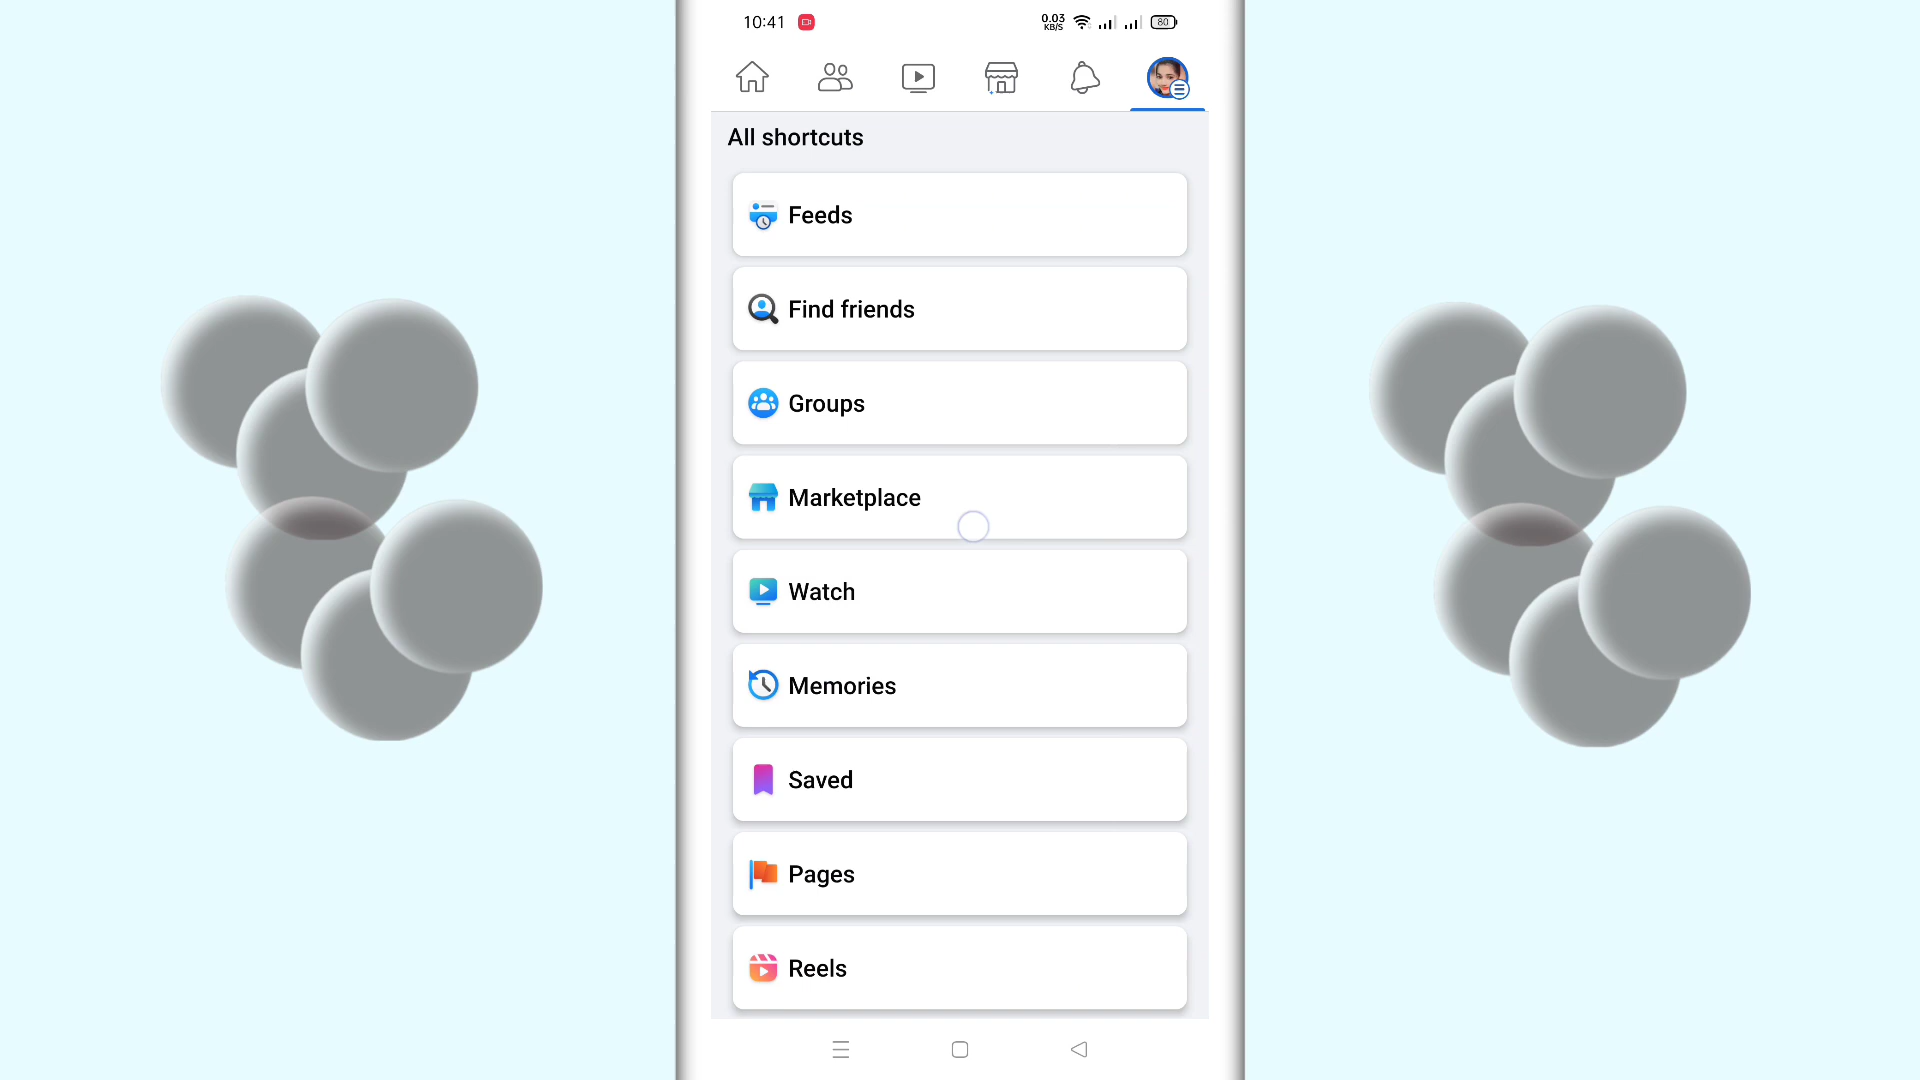 10:41
0.03
KB/S
80
All shortcuts
Feeds
Find friends
Groups
Marketplace
Watch
Memories
Saved
Pages
Reels